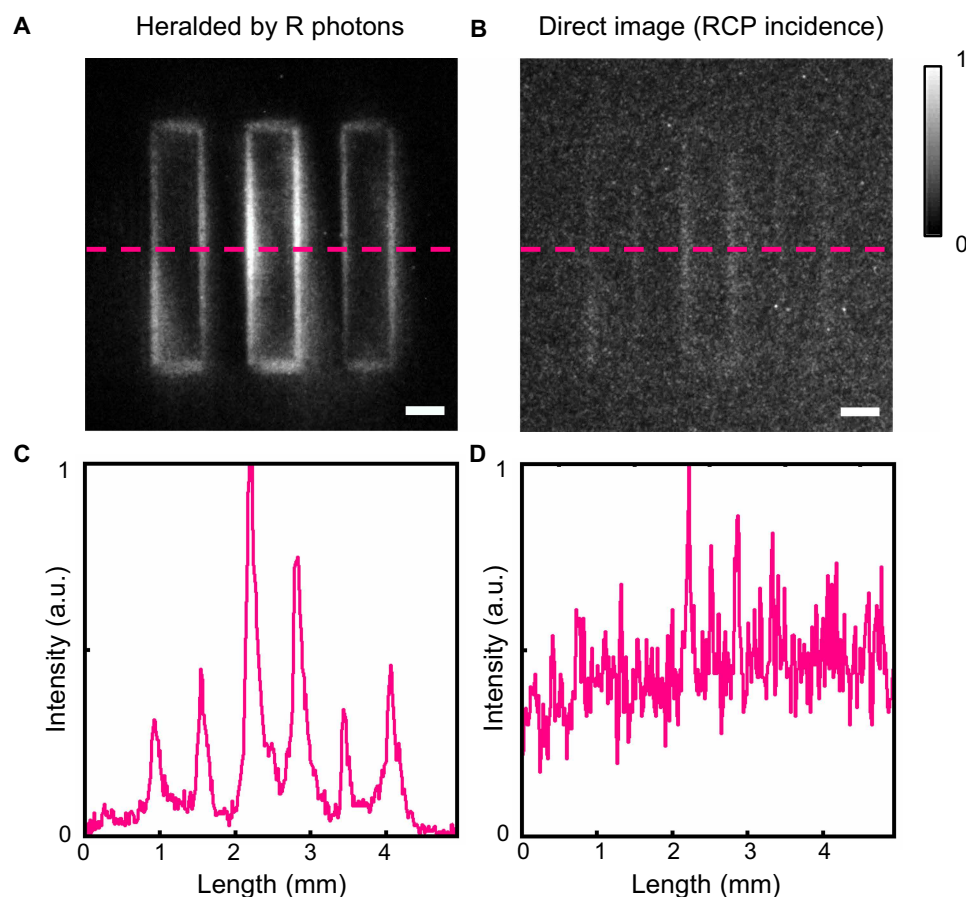 A Heralded by R photons
B Direct image (RCP incidence)
1
0
C
1
0
Intensity (a.u.)
0 1 2 3 4
Length (mm)
D
1
0
Intensity (a.u.)
0 1 2 3 4
Length (mm)